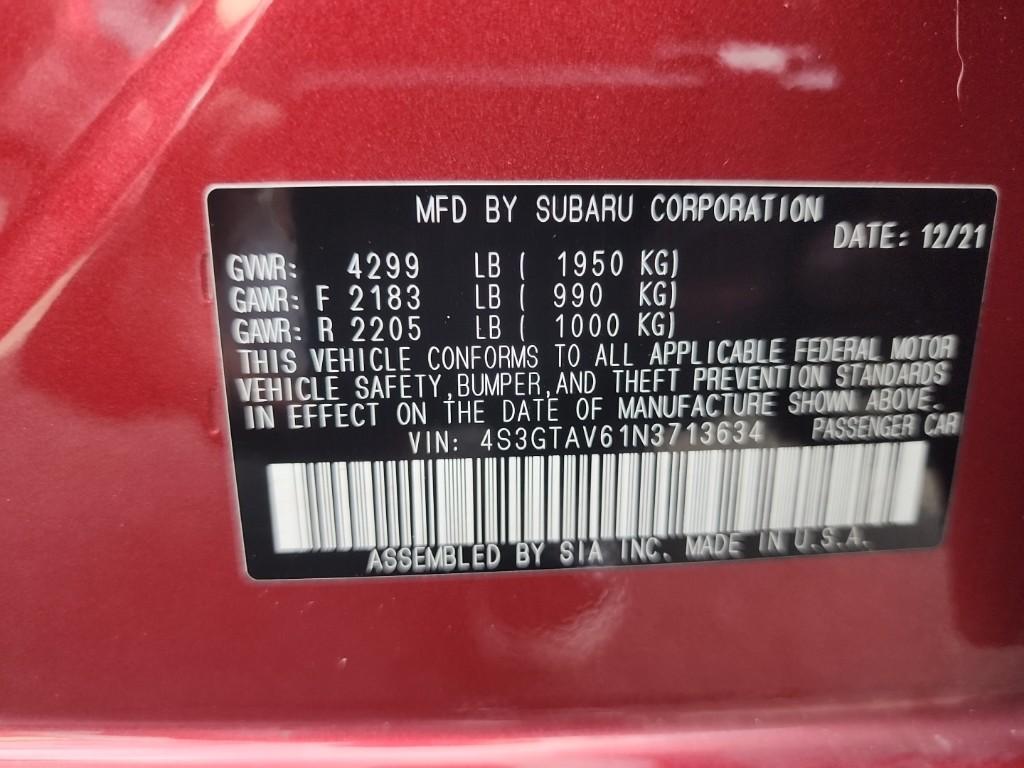 MFD BY SUBARU CORPORATION
DATE: 12/21
GVWR: 4299 LB ( 1950 KG)
GAWR: F 2183 LB ( 990 KG)
GAWR: R 2205 LB ( 1000 KG)
THIS VEHICLE CONFORMS TO ALL APPLICABLE FEDERAL MOTOR
VEHICLE SAFETY,BUMPER,AND THEFT PREVENTION STANDARDS
IN EFFECT ON THE DATE OF MANUFACTURE SHOWN ABOVE.
VIN: 4S3GTAV61N3713634 PASSENGER CAR
ASSEMBLED BY SIA INC. MADE IN U.S.A.